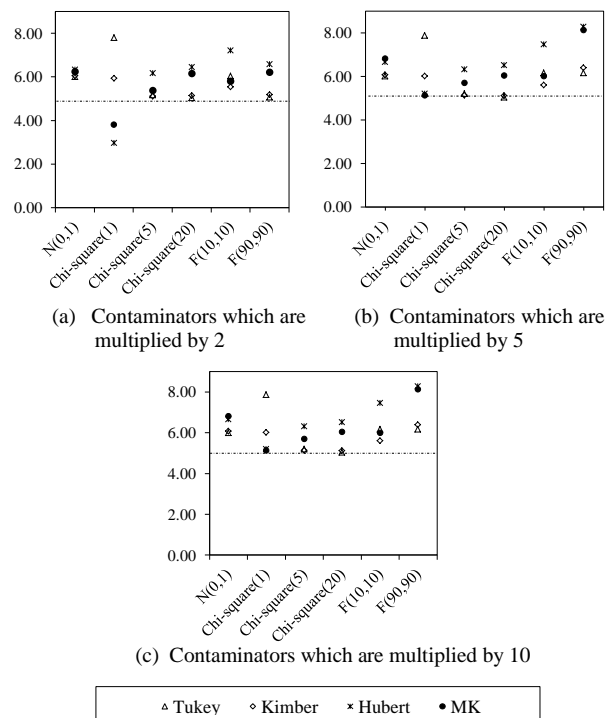 8.00
6.00
4.00
2.00
0.00
N(0,1)
Chi-square(1)
Chi-square(5)
Chi-square(20)
F(10,10)
F(90,90)
(a) Contaminators which are
multiplied by 2
8.00
6.00
4.00
2.00
0.00
N(0,1)
Chi-square(1)
Chi-square(5)
Chi-square(20)
F(10,10)
F(90,90)
(b) Contaminators which are
multiplied by 5
8.00
6.00
4.00
2.00
0.00
N(0,1)
Chi-square(1)
Chi-square(5)
Chi-square(20)
F(10,10)
F(90,90)
(c) Contaminators which are multiplied by 10
Tukey Kimber Hubert MK